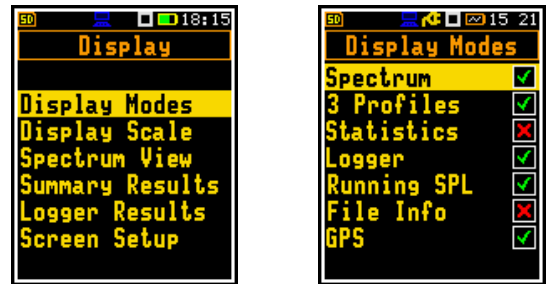 SD 18:15
Display
Display Modes
Display Scale
Spectrum View
Summary Results
Logger Results
Screen Setup
SD 15 21
Display Modes
Spectrum
3 Profiles
Statistics
Logger
Running SPL
File Info
GPS